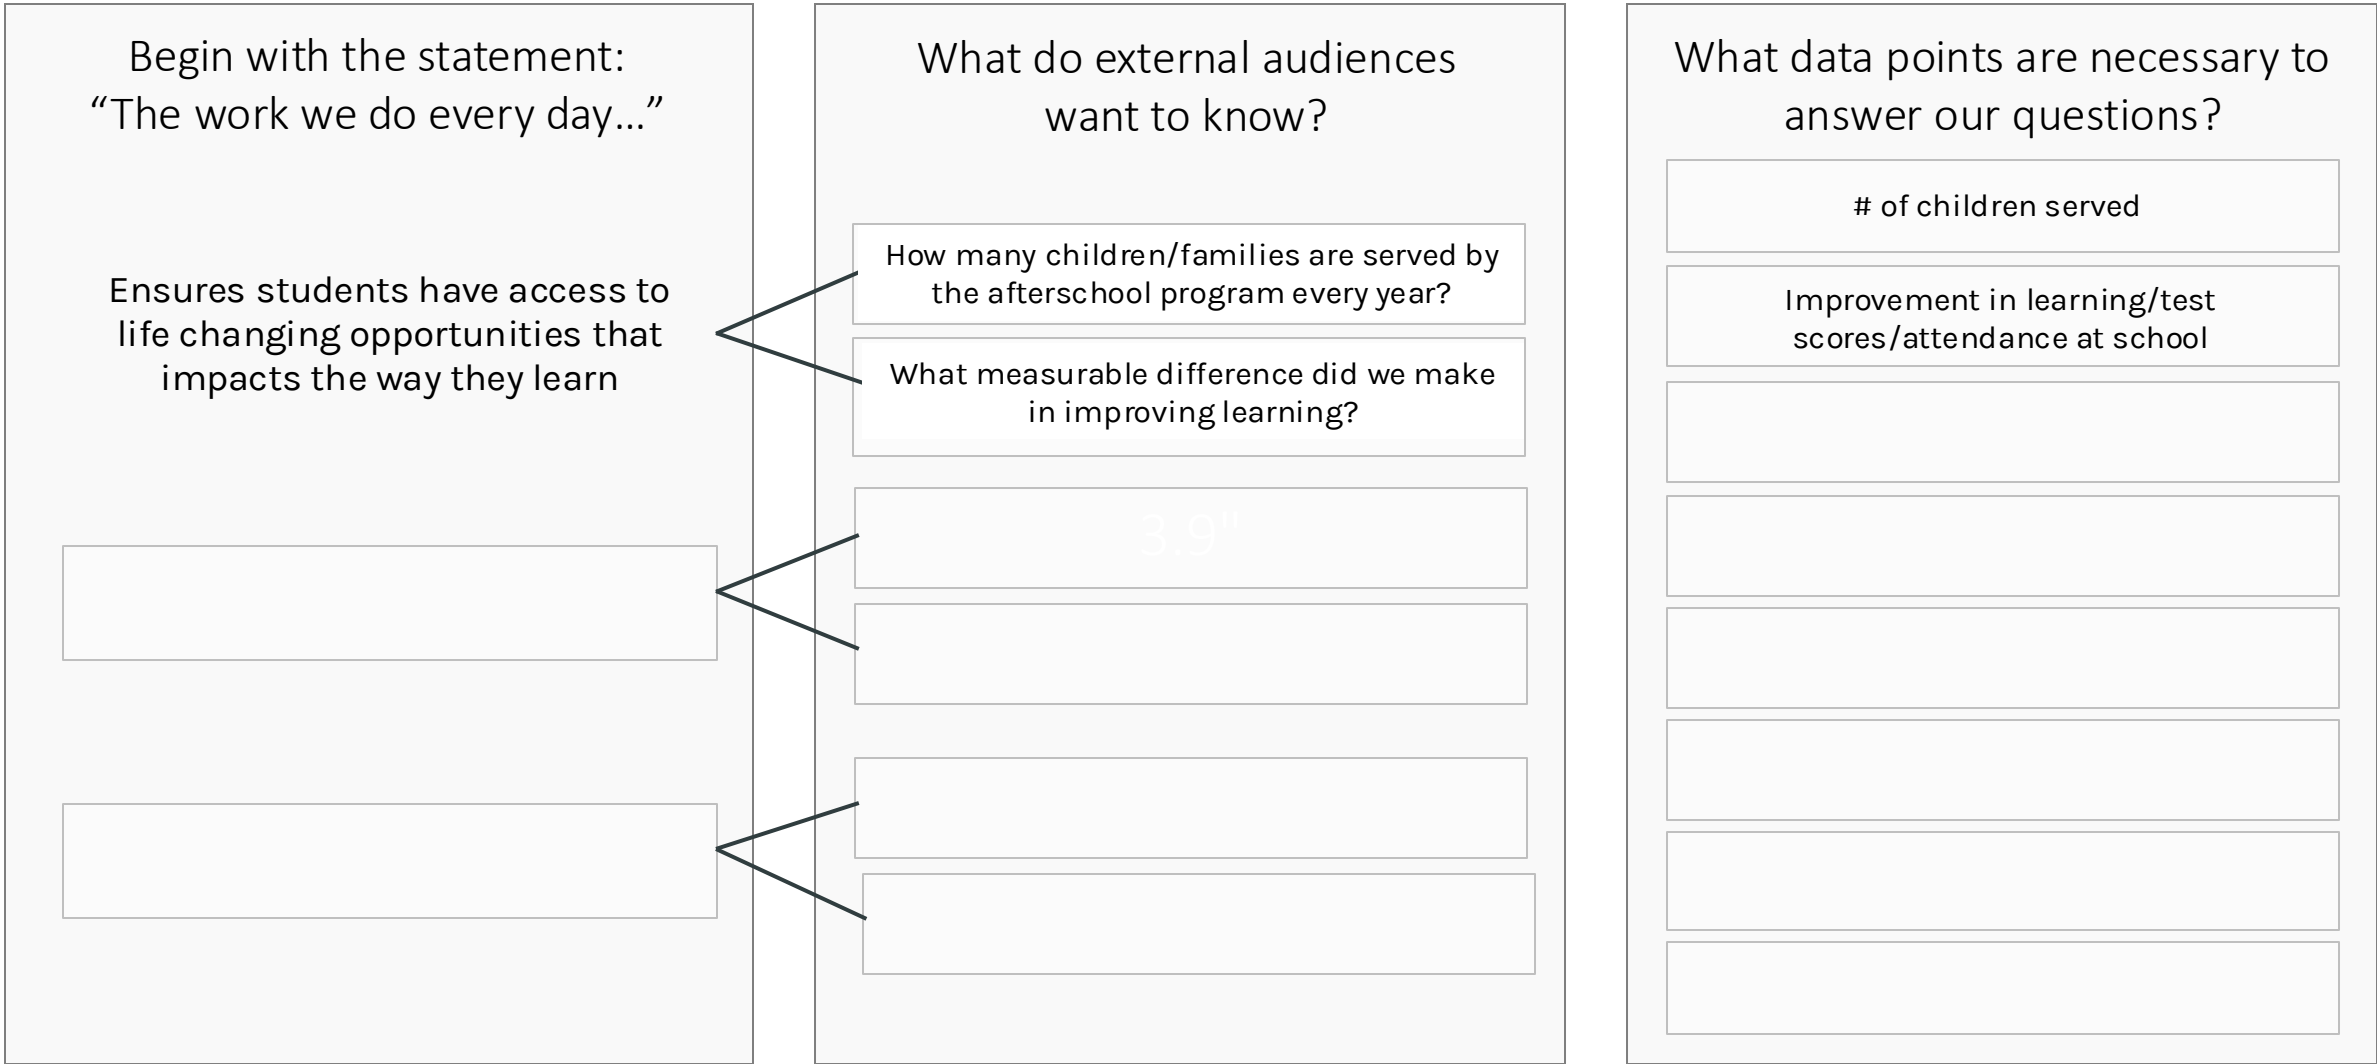 Begin with the statement:
“The work we do every day…”
Ensures students have access to
life changing opportunities that
impacts the way they learn
What do external audiences
want to know?
How many children/families are served by
the afterschool program every year?
What measurable difference did we make
in improving learning?
3.9"
What data points are necessary to
answer our questions?
# of children served
Improvement in learning/test
scores/attendance at school